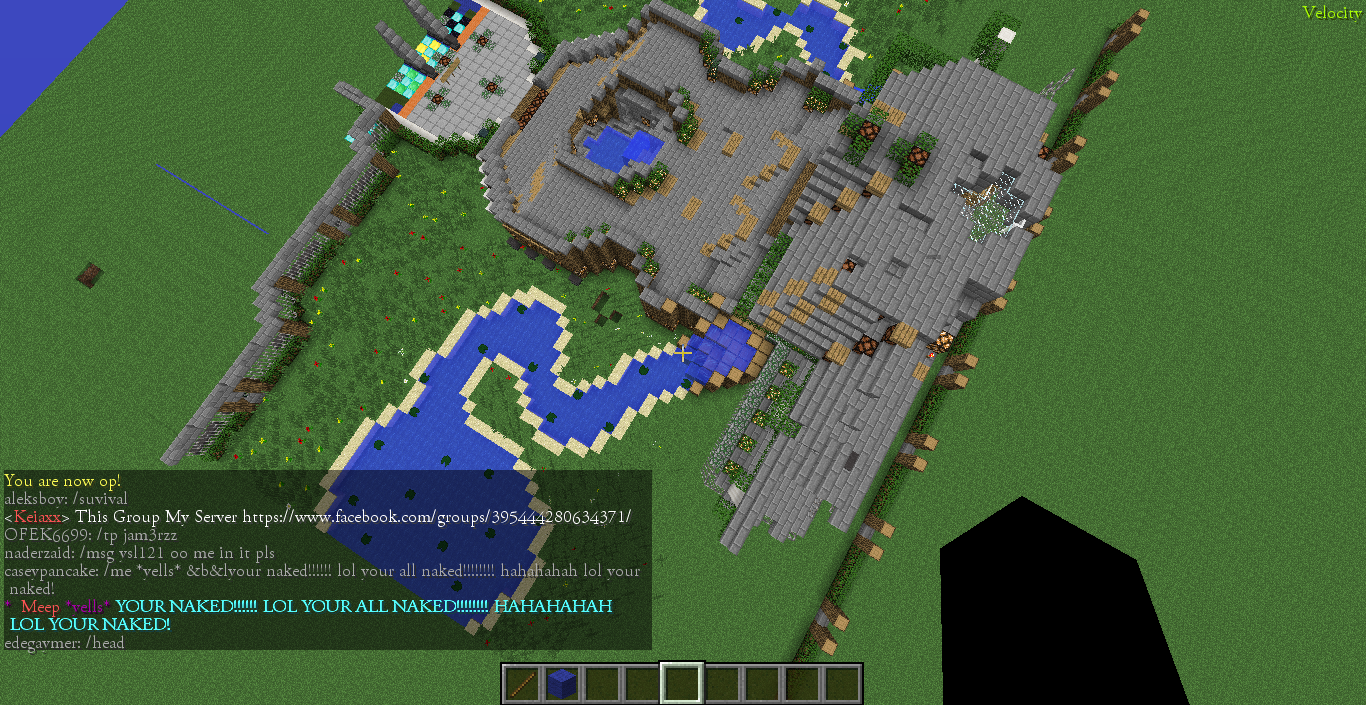 Velocity
You are now op!
aleksboy: /suvival
<Kelaxx> This Group My Server https://www.facebook.com/groups/395444280634371/
OFEK6699: /tp jam3rzz
naderzaid: /msg ysl121 oo me in it pls
caseypancake: /me *yells* &b&lyour naked!!!!!! lol your all naked!!!!!!!! hahahahah lol your
naked!
* Meep *yells* YOUR NAKED!!!!!! LOL YOUR ALL NAKED!!!!!!!! HAHAHAHAH
LOL YOUR NAKED!
edegaymer: /head